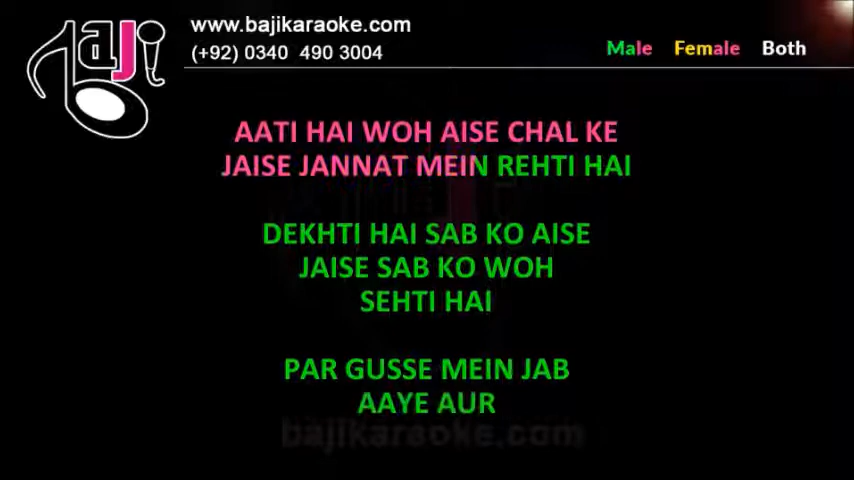 aji
www.bajikaraoke.com
(+92) 0340 490 3004
Male Female Both
AATI HAI WOH AISE CHAL KE
JAISE JANNAT MEIN REHTI HAI
DEKHTI HAI SAB KO AISE
JAISE SAB KO WOH
SEHTI HAI
PAR GUSSE MEIN JAB
AAYE AUR
bajikaraoke.com